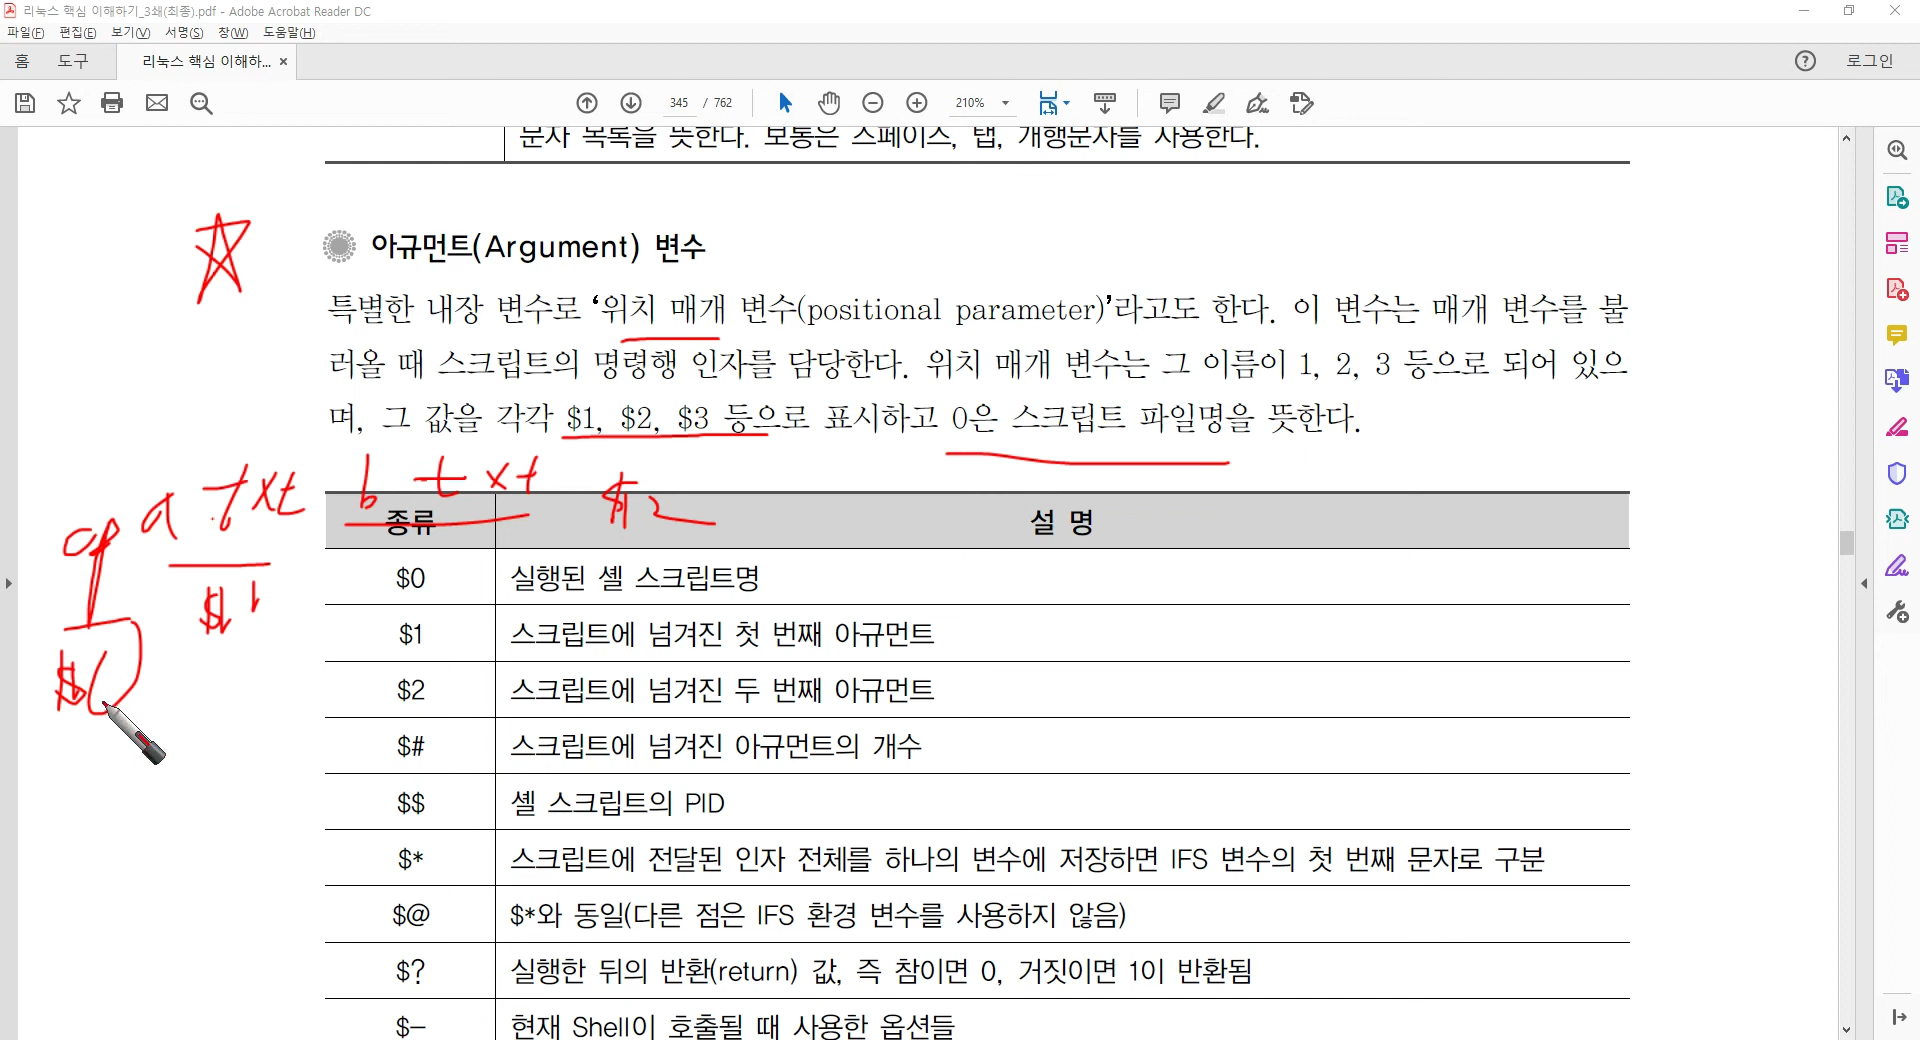 리눅스 핵심 이해하기_3쇄(최종).pdf - Adobe Acrobat Reader DC
파일(F) 편집(E) 보기(V) 서명(S) 창(W) 도움말(H)
홈 도구 리눅스 핵심 이해하... × 로그인
345 / 762 210%
문자 목록을 뜻한다. 보통은 스페이스, 탭, 개행문자를 사용한다.
아규먼트(Argument) 변수
특별한 내장 변수로 ‘위치 매개 변수(positional parameter)’라고도 한다. 이 변수는 매개 변수를 불
러올 때 스크립트의 명령행 인자를 담당한다. 위치 매개 변수는 그 이름이 1, 2, 3 등으로 되어 있으
며, 그 값을 각각 $1, $2, $3 등으로 표시하고 0은 스크립트 파일명을 뜻한다.
cp a.txt b txt $2
$1
종류 설 명
$0 실행된 셸 스크립트명
$1 스크립트에 넘겨진 첫 번째 아규먼트
$2 스크립트에 넘겨진 두 번째 아규먼트
$# 스크립트에 넘겨진 아규먼트의 개수
$$ 셸 스크립트의 PID
$* 스크립트에 전달된 인자 전체를 하나의 변수에 저장하면 IFS 변수의 첫 번째 문자로 구분
$@ $*와 동일(다른 점은 IFS 환경 변수를 사용하지 않음)
$? 실행한 뒤의 반환(return) 값, 즉 참이면 0, 거짓이면 1이 반환됨
$− 현재 Shell이 호출될 때 사용한 옵션들